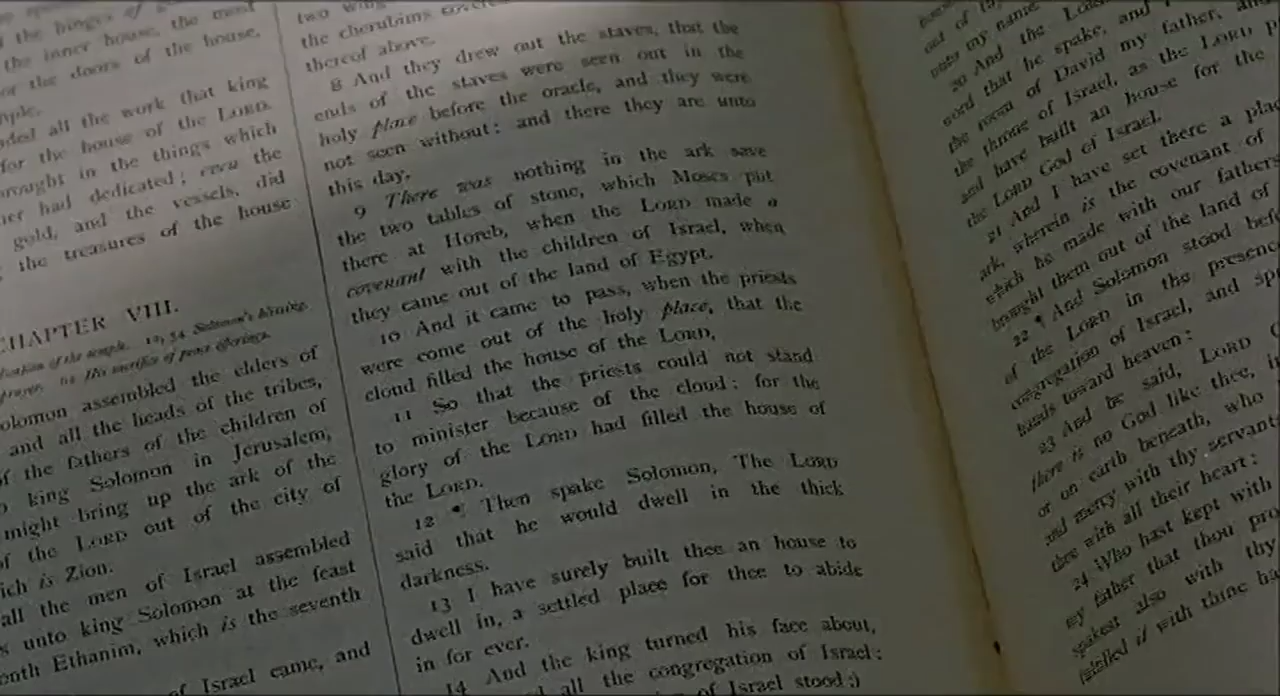 the hinges of
the inner house, the most
or the doors of the house,
all the work that king
for the house of the LORD.
in the things which
had dedicated; even the
gold, and the vessels, did
the treasures of the house
CHAPTER VIII.
of the temple. 12, 54 Solomon's blessing.
62 His sacrifice of peace offerings.
assembled the elders of
and all the heads of the tribes,
of the fathers of the children of
king Solomon in Jerusalem,
might bring up the ark of the
of the LORD out of the city of
is Zion.
all the men of Israel assembled
unto king Solomon at the feast
Ethanim, which is the seventh
of Israel came, and
two
the cherubims
thereof above.
8 And they drew out the staves, that the
ends of the staves were seen out in the
holy place before the oracle, and they were
not seen without: and there they are unto
this day.
9 There was nothing in the ark save
the two tables of stone, which Moses put
there at Horeb, when the LORD made a
covenant with the children of Israel, when
they came out of the land of Egypt.
10 And it came to pass, when the priests
were come out of the holy place, that the
cloud filled the house of the LORD,
11 So that the priests could not stand
to minister because of the cloud: for the
glory of the LORD had filled the house of
the LORD.
12 ¶ Then spake Solomon, The LORD
said that he would dwell in the thick
darkness.
13 I have surely built thee an house to
dwell in, a settled place for thee to abide
in for ever.
14 And the king turned his face about,
all the congregation of Israel:
of Israel stood;)
out of
my name
20 And the
word that he spake, and
the room of David my father, and
the throne of Israel, as the LORD
and have built an house for the
the LORD God of Israel.
21 And I have set there a
ark, wherein is the covenant of
which he made with our fathers
brought them out of the land of
22 ¶ And Solomon stood
of the LORD in the presence
congregation of Israel, and
hands toward heaven:
23 And he said, LORD
there is no God like thee,
or on earth beneath, who
and mercy with thy servants
thee with all their heart:
24 Who hast kept with
my father that thou
spakest also with thy
fulfilled it with thine